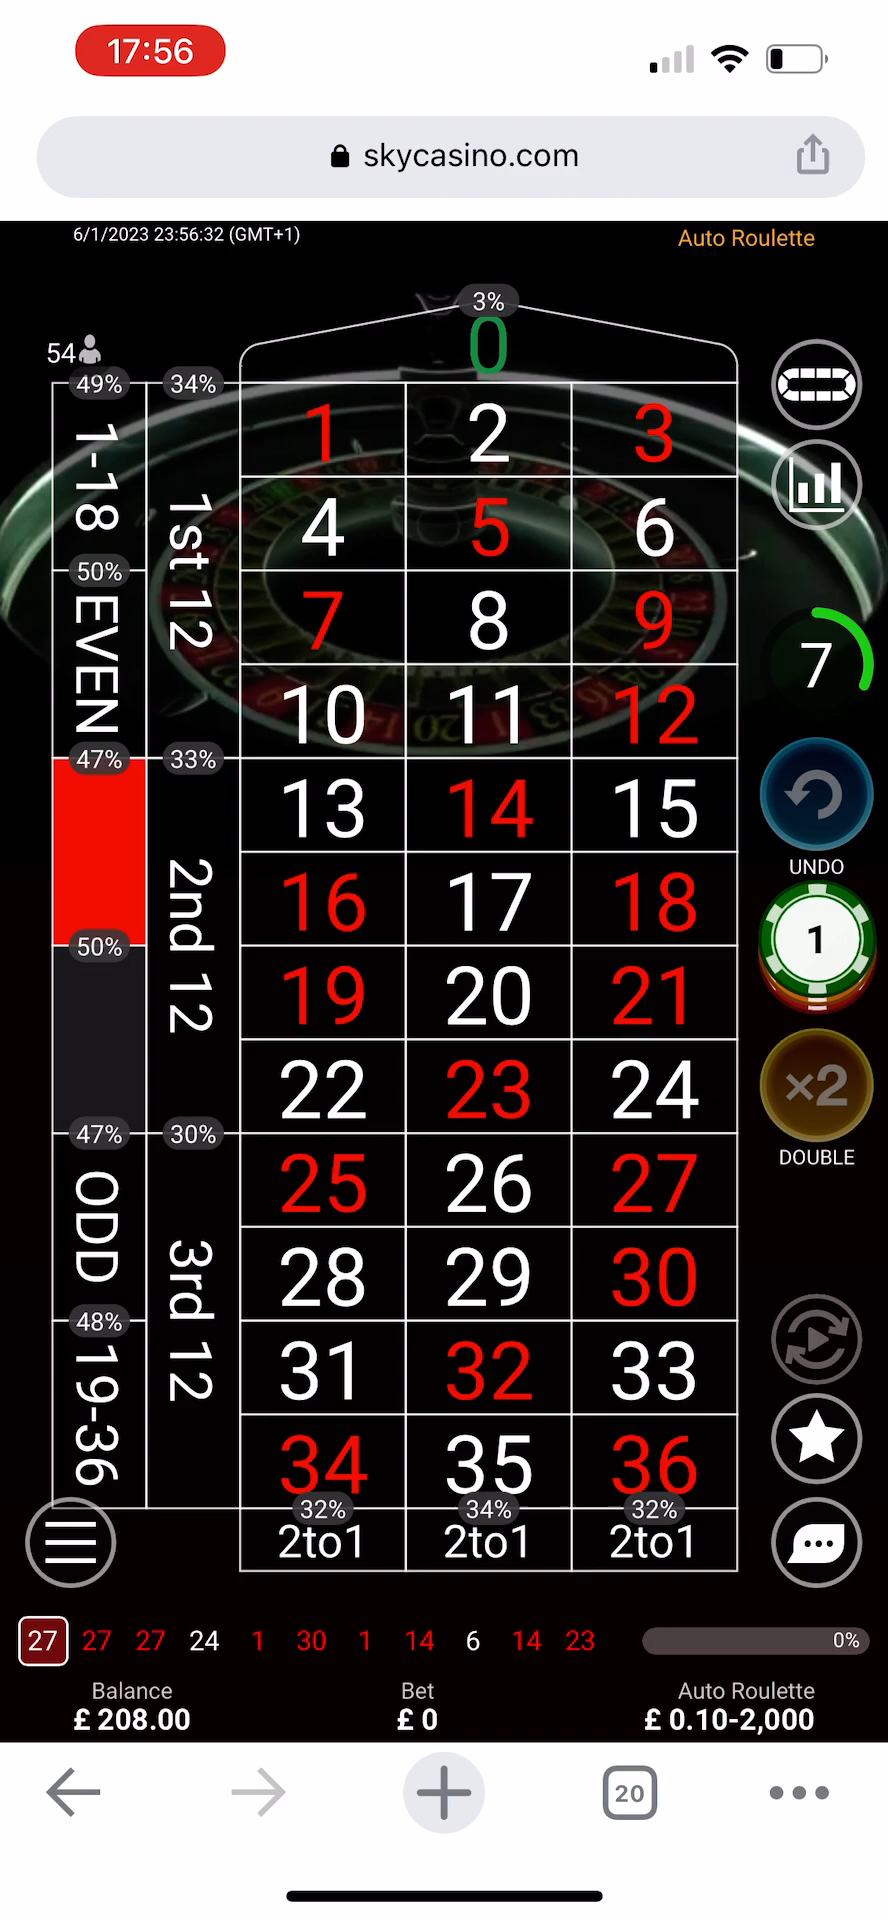 17:56
skycasino.com
6/1/2023 23:56:32 (GMT+1)
Auto Roulette
3%
0
54
49%
34%
1 2 3
1-18
4 5 6
1st 12
50%
7 8 9
7
EVEN
10 11 12
47%
33%
13 14 15
UNDO
16 17 18
2nd 12
1
50%
19 20 21
22 23 24
×2
DOUBLE
47%
30%
25 26 27
ODD
28 29 30
3rd 12
48%
31 32 33
19-36
34 35 36
32% 34% 32%
2to1 2to1 2to1
27 27 27 24 1 30 1 14 6 14 23
0%
Balance Bet Auto Roulette
£ 208.00 £ 0 £ 0.10-2,000
20